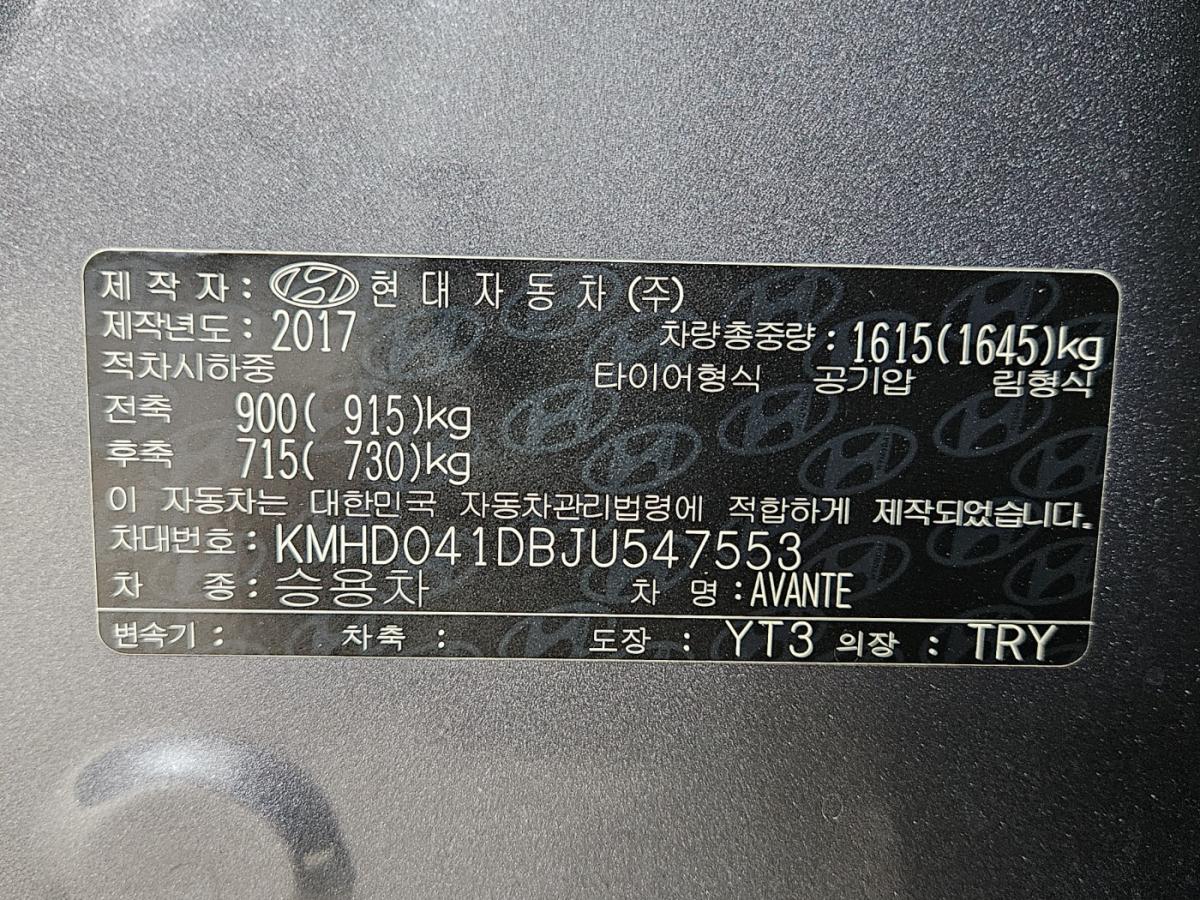 제 작 자 : 현 대 자 동 차 (주)
제작년도 : 2017 차량총중량 : 1615(1645)kg
적차시하중 타이어형식 공기압 림형식
전축 900( 915)kg
후축 715( 730)kg
이 자동차는 대한민국 자동차관리법령에 적합하게 제작되었습니다.
차대번호 : KMHD041DBJU547553
차 종 : 승용차 차 명 : AVANTE
변속기 : 차축 : 도장 : YT3 의장 : TRY